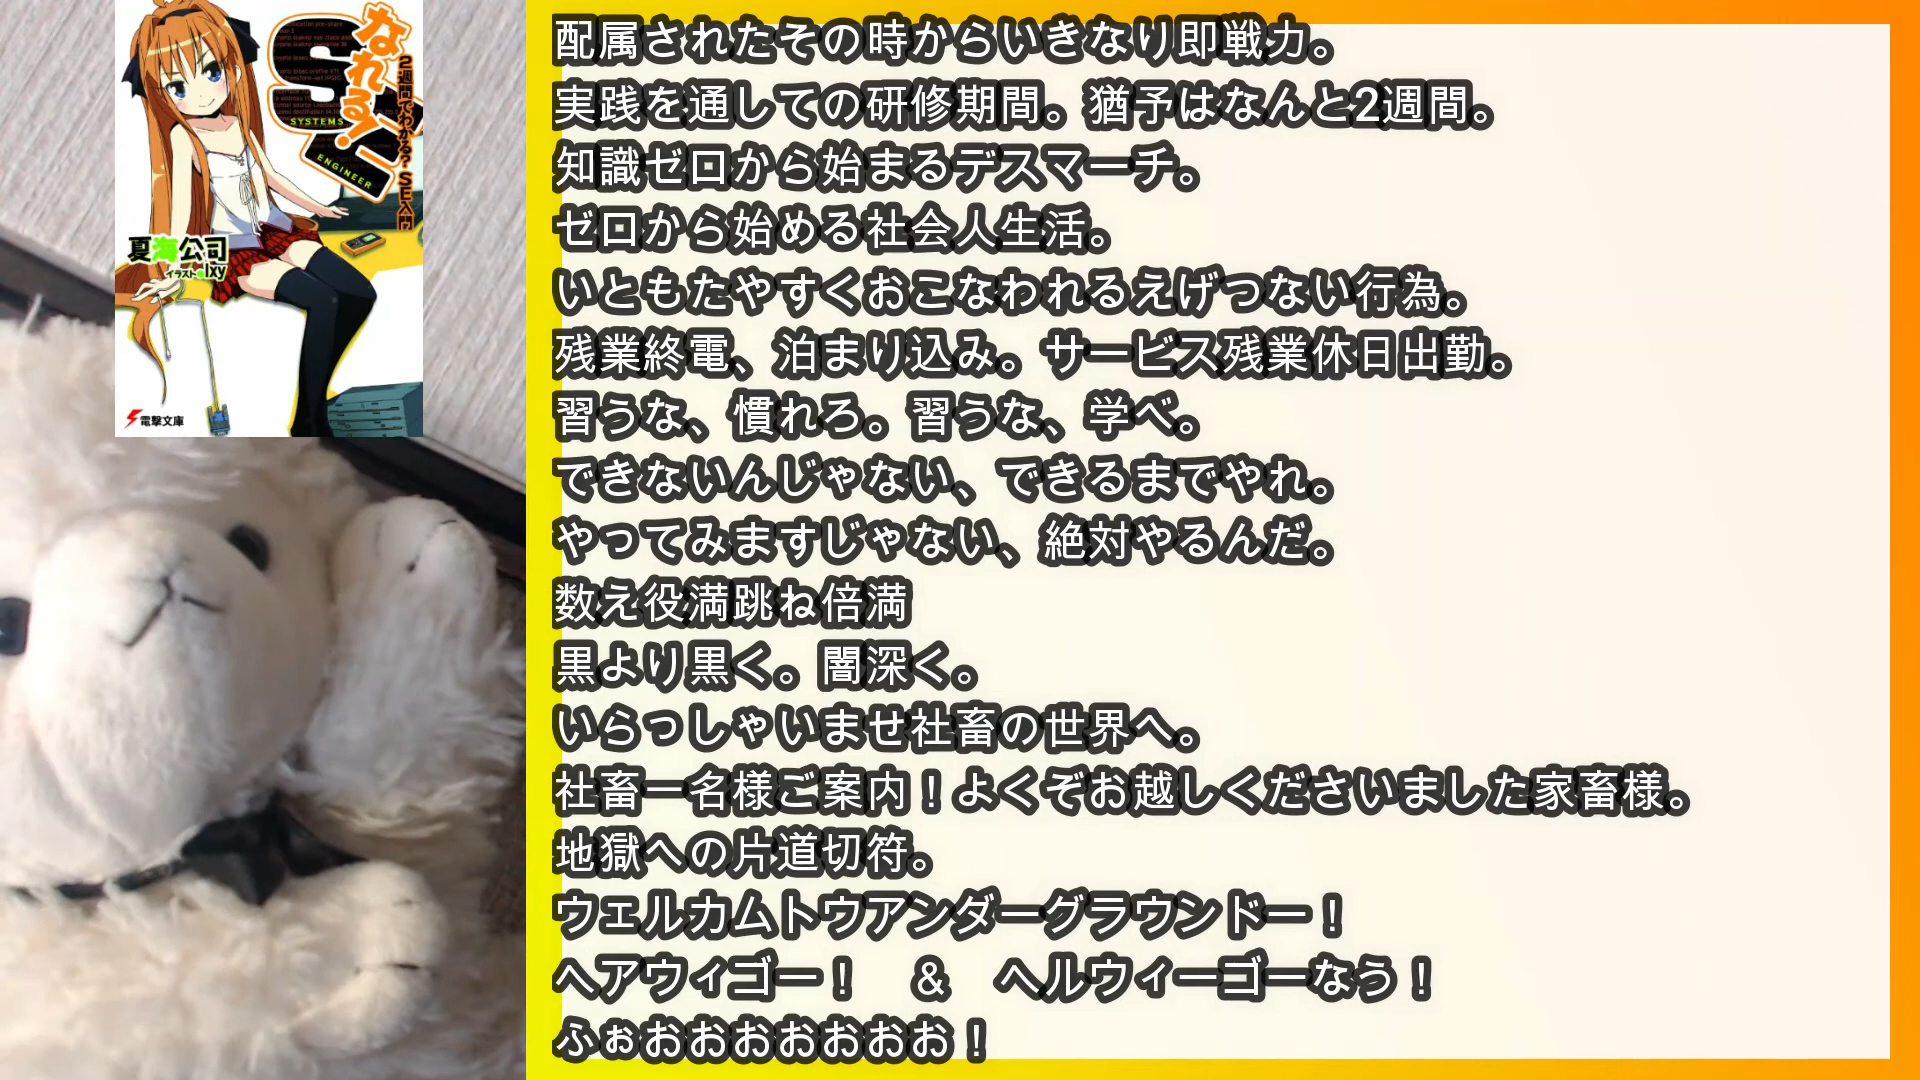 なれる!SE
2週間でわかる?SE入門
SYSTEMS
ENGINEER
夏海公司
イラスト●Ixy
電撃文庫
配属されたその時からいきなり即戦力。
実践を通しての研修期間。猶予はなんと2週間。
知識ゼロから始まるデスマーチ。
ゼロから始める社会人生活。
いともたやすくおこなわれるえげつない行為。
残業終電、泊まり込み。サービス残業休日出勤。
習うな、慣れろ。習うな、学べ。
できないんじゃない、できるまでやれ。
やってみますじゃない、絶対やるんだ。
数え役満跳ね倍満
黒より黒く。闇深く。
いらっしゃいませ社畜の世界へ。
社畜一名様ご案内！よくぞお越しくださいました家畜様。
地獄への片道切符。
ウェルカムトウアンダーグラウンドー！
ヘアウィゴー！　＆　ヘルウィーゴーなう！
ふぉおおおおおおお！